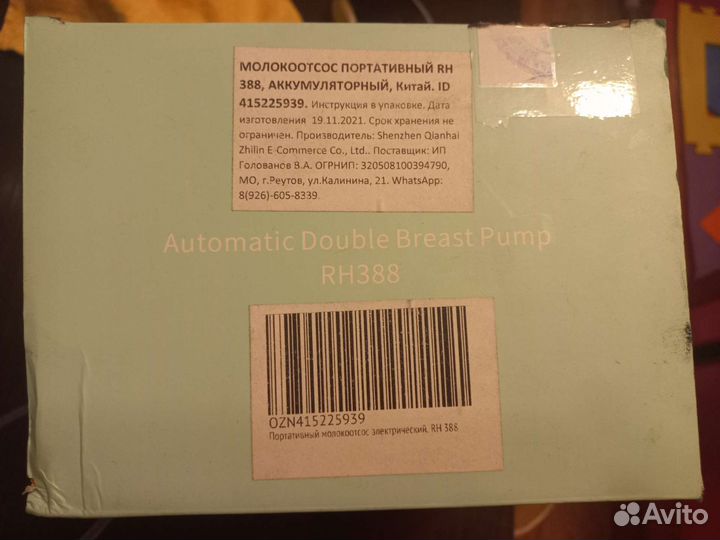 МОЛОКООТСОС ПОРТАТИВНЫЙ RH
388, АККУМУЛЯТОРНЫЙ, Китай. ID
415225939. Инструкция в упаковке. Дата
изготовления 19.11.2021. Срок хранения не
ограничен. Производитель: Shenzhen Qianhai
Zhilin E-Commerce Co., Ltd.. Поставщик: ИП
Голованов В.А. ОГРНИП: 320508100394790,
МО, г.Реутов, ул.Калинина, 21. WhatsApp:
8(926)-605-8339
Automatic Double Breast Pump
RH388
OZN415225939
Портативный молокоотсос электрический, RH 388
Avito